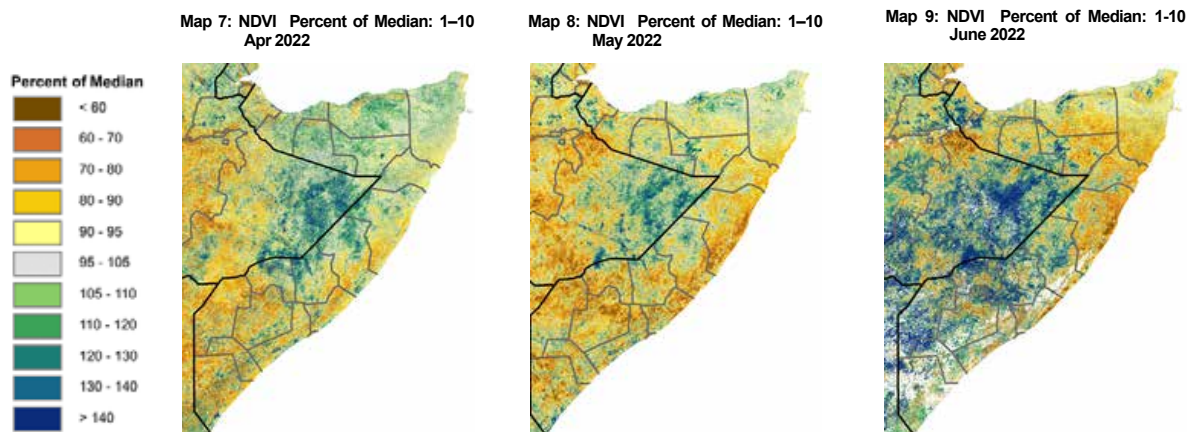 Map 7: NDVI Percent of Median: 1–10
Apr 2022
Map 8: NDVI Percent of Median: 1–10
May 2022
Map 9: NDVI Percent of Median: 1-10
June 2022
Percent of Median
< 60
60 - 70
70 - 80
80 - 90
90 - 95
95 - 105
105 - 110
110 - 120
120 - 130
130 - 140
> 140